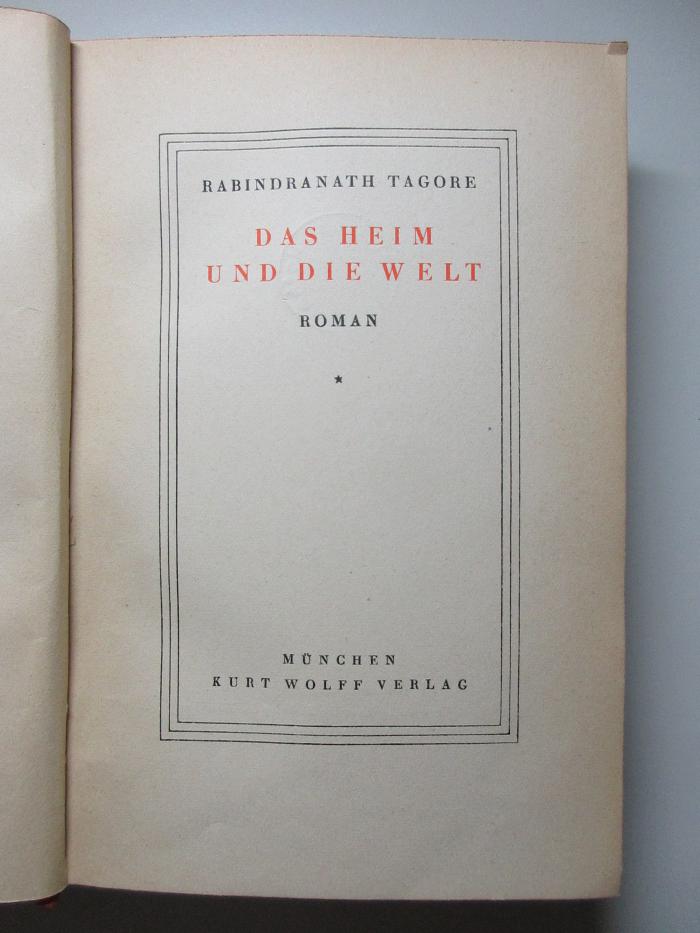 RABINDRANATH TAGORE
DAS HEIM
UND DIE WELT
ROMAN
MÜNCHEN
KURT WOLFF VERLAG